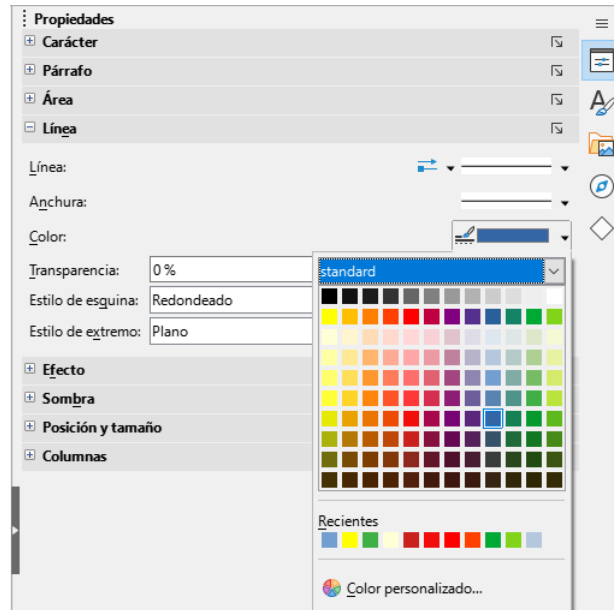 Propiedades
Carácter
Párrafo
Área
Línea
Línea:
Anchura:
Color:
Transparencia: 0 %
standard
Estilo de esquina: Redondeado
Estilo de extremo: Plano
Efecto
Sombra
Posición y tamaño
Columnas
Recientes
Color personalizado...